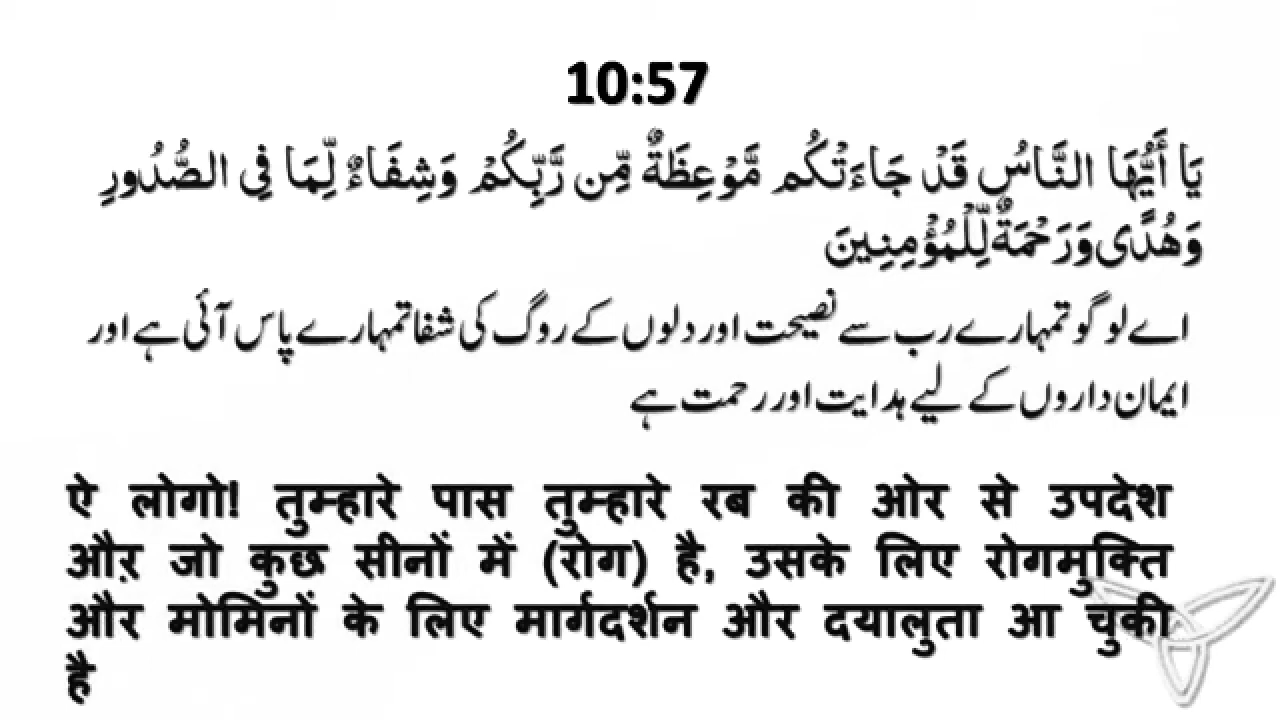 10:57
يَا أَيُّهَا النَّاسُ قَدْ جَاءَتْكُم مَّوْعِظَةٌ مِّن رَّبِّكُمْ وَشِفَاءٌ لِّمَا فِي الصُّدُورِ
وَهُدًى وَرَحْمَةٌ لِّلْمُؤْمِنِينَ
اے لوگو تمہارے رب سے نصیحت اور دلوں کے روگ کی شفا تمہارے پاس آئی ہے اور
ایمان داروں کے لیے ہدایت اور رحمت ہے
ऐ लोगो! तुम्हारे पास तुम्हारे रब की ओर से उपदेश
औऱ जो कुछ सीनों में (रोग) है, उसके लिए रोगमुक्ति
और मोमिनों के लिए मार्गदर्शन और दयालुता आ चुकी
है